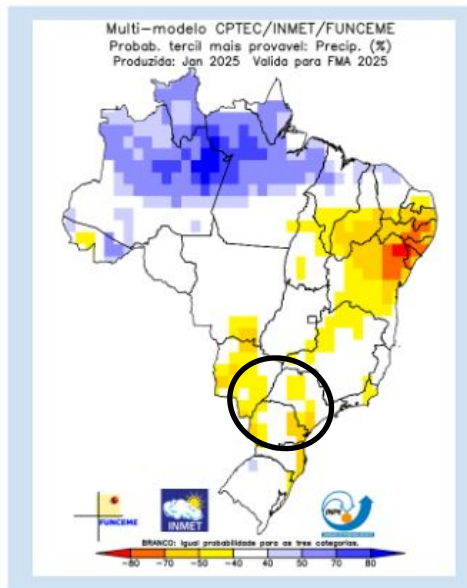 Multi-modelo CPTEC/INMET/FUNCEME
Probab. tercil mais provavel: Precip. (%)
Produzida: Jan 2025 Valida para FMA 2025
FUNCEME
INMET
INPE
BRANCO: Igual probabilidade para as tres categorias.
-80 -70 -50 -40 40 50 70 80